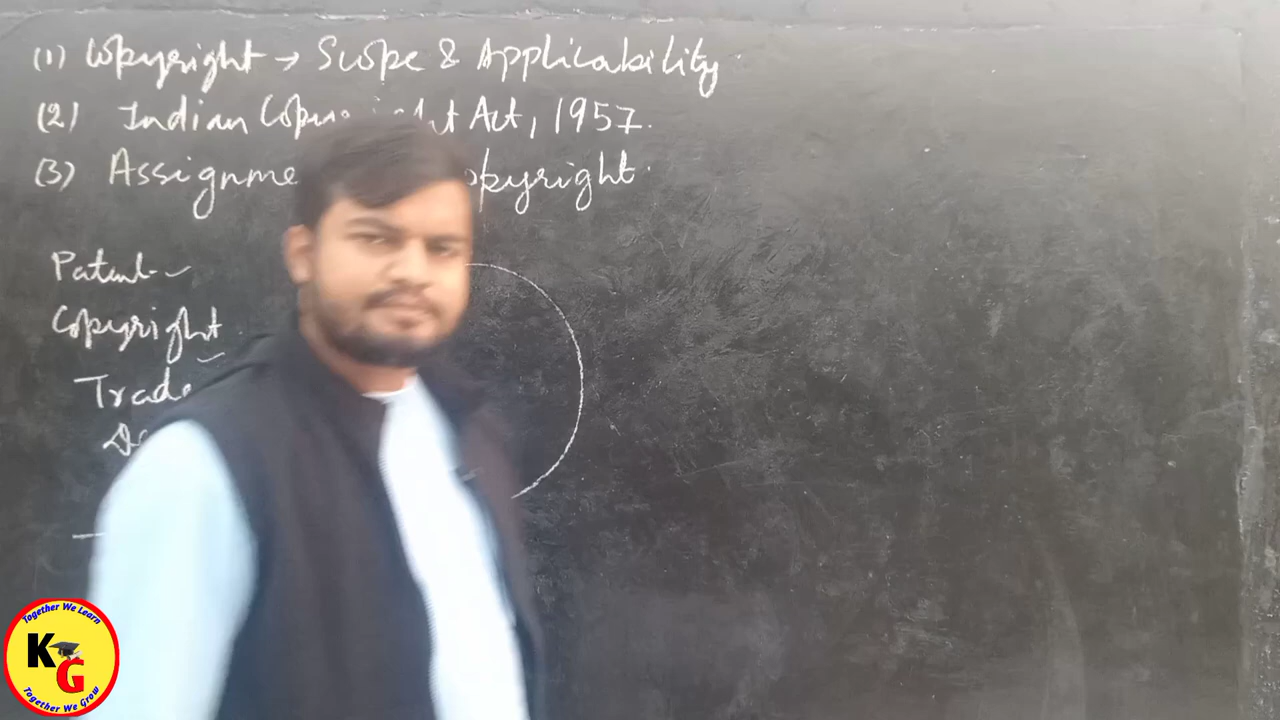 (1) Copyright → Scope & Applicability
(2) Indian Copyright Act, 1957.
(3) Assignme opyright.
Patent
Copyright
Trade
Together We Learn
KG
Together We Grow